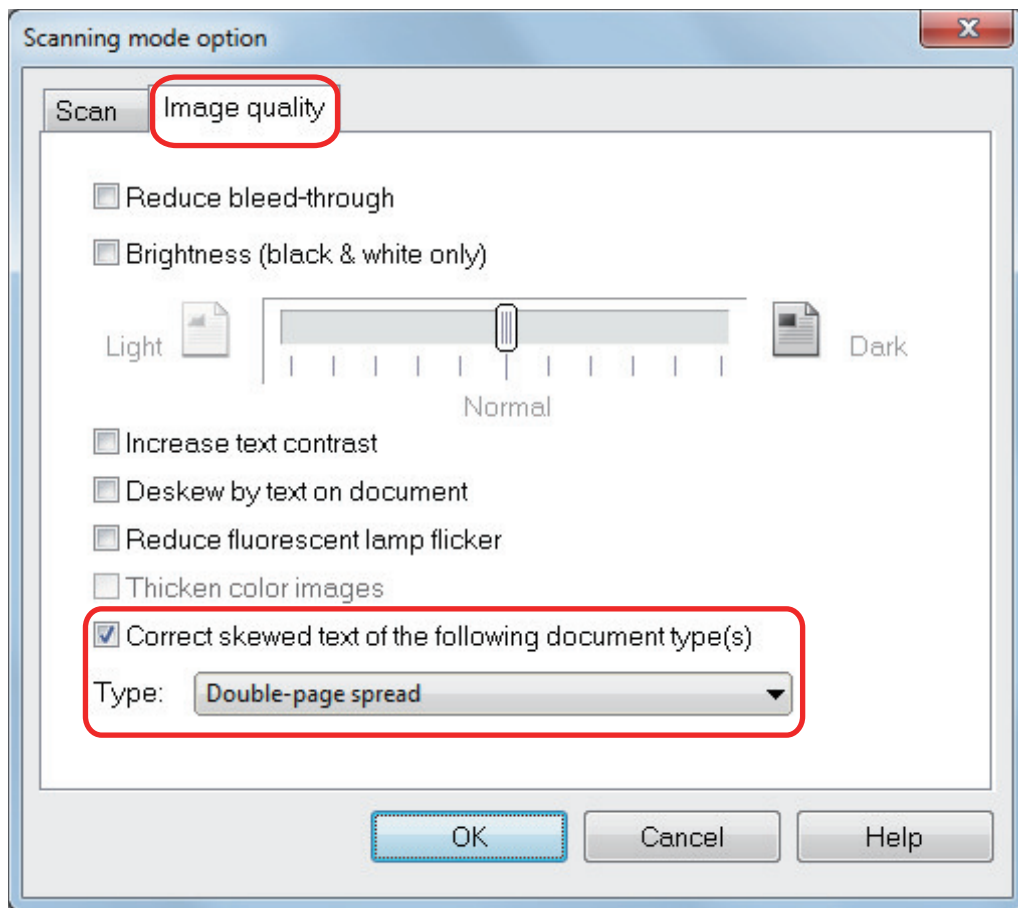 Scanning mode option
Scan
Image quality
Reduce bleed-through
Brightness (black & white only)
Light
Dark
Normal
Increase text contrast
Deskew by text on document
Reduce fluorescent lamp flicker
Thicken color images
Correct skewed text of the following document type(s)
Type: Double-page spread
OK Cancel Help